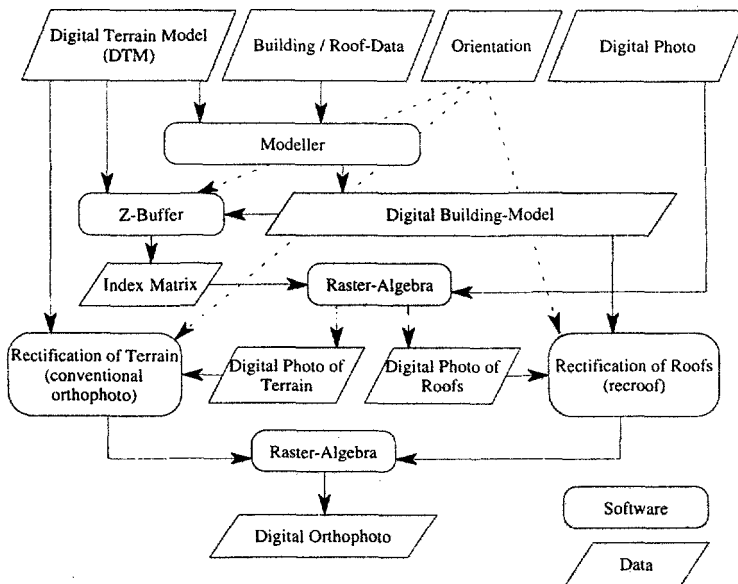 Digital Terrain Model
(DTM)
Building / Roof-Data
Orientation
Digital Photo
Modeller
Z-Buffer
Digital Building-Model
Index Matrix
Raster-Algebra
Rectification of Terrain
(conventional
orthophoto)
Digital Photo of
Terrain
Digital Photo of
Roofs
Rectification of Roofs
(recroof)
Raster-Algebra
Digital Orthophoto
Software
Data